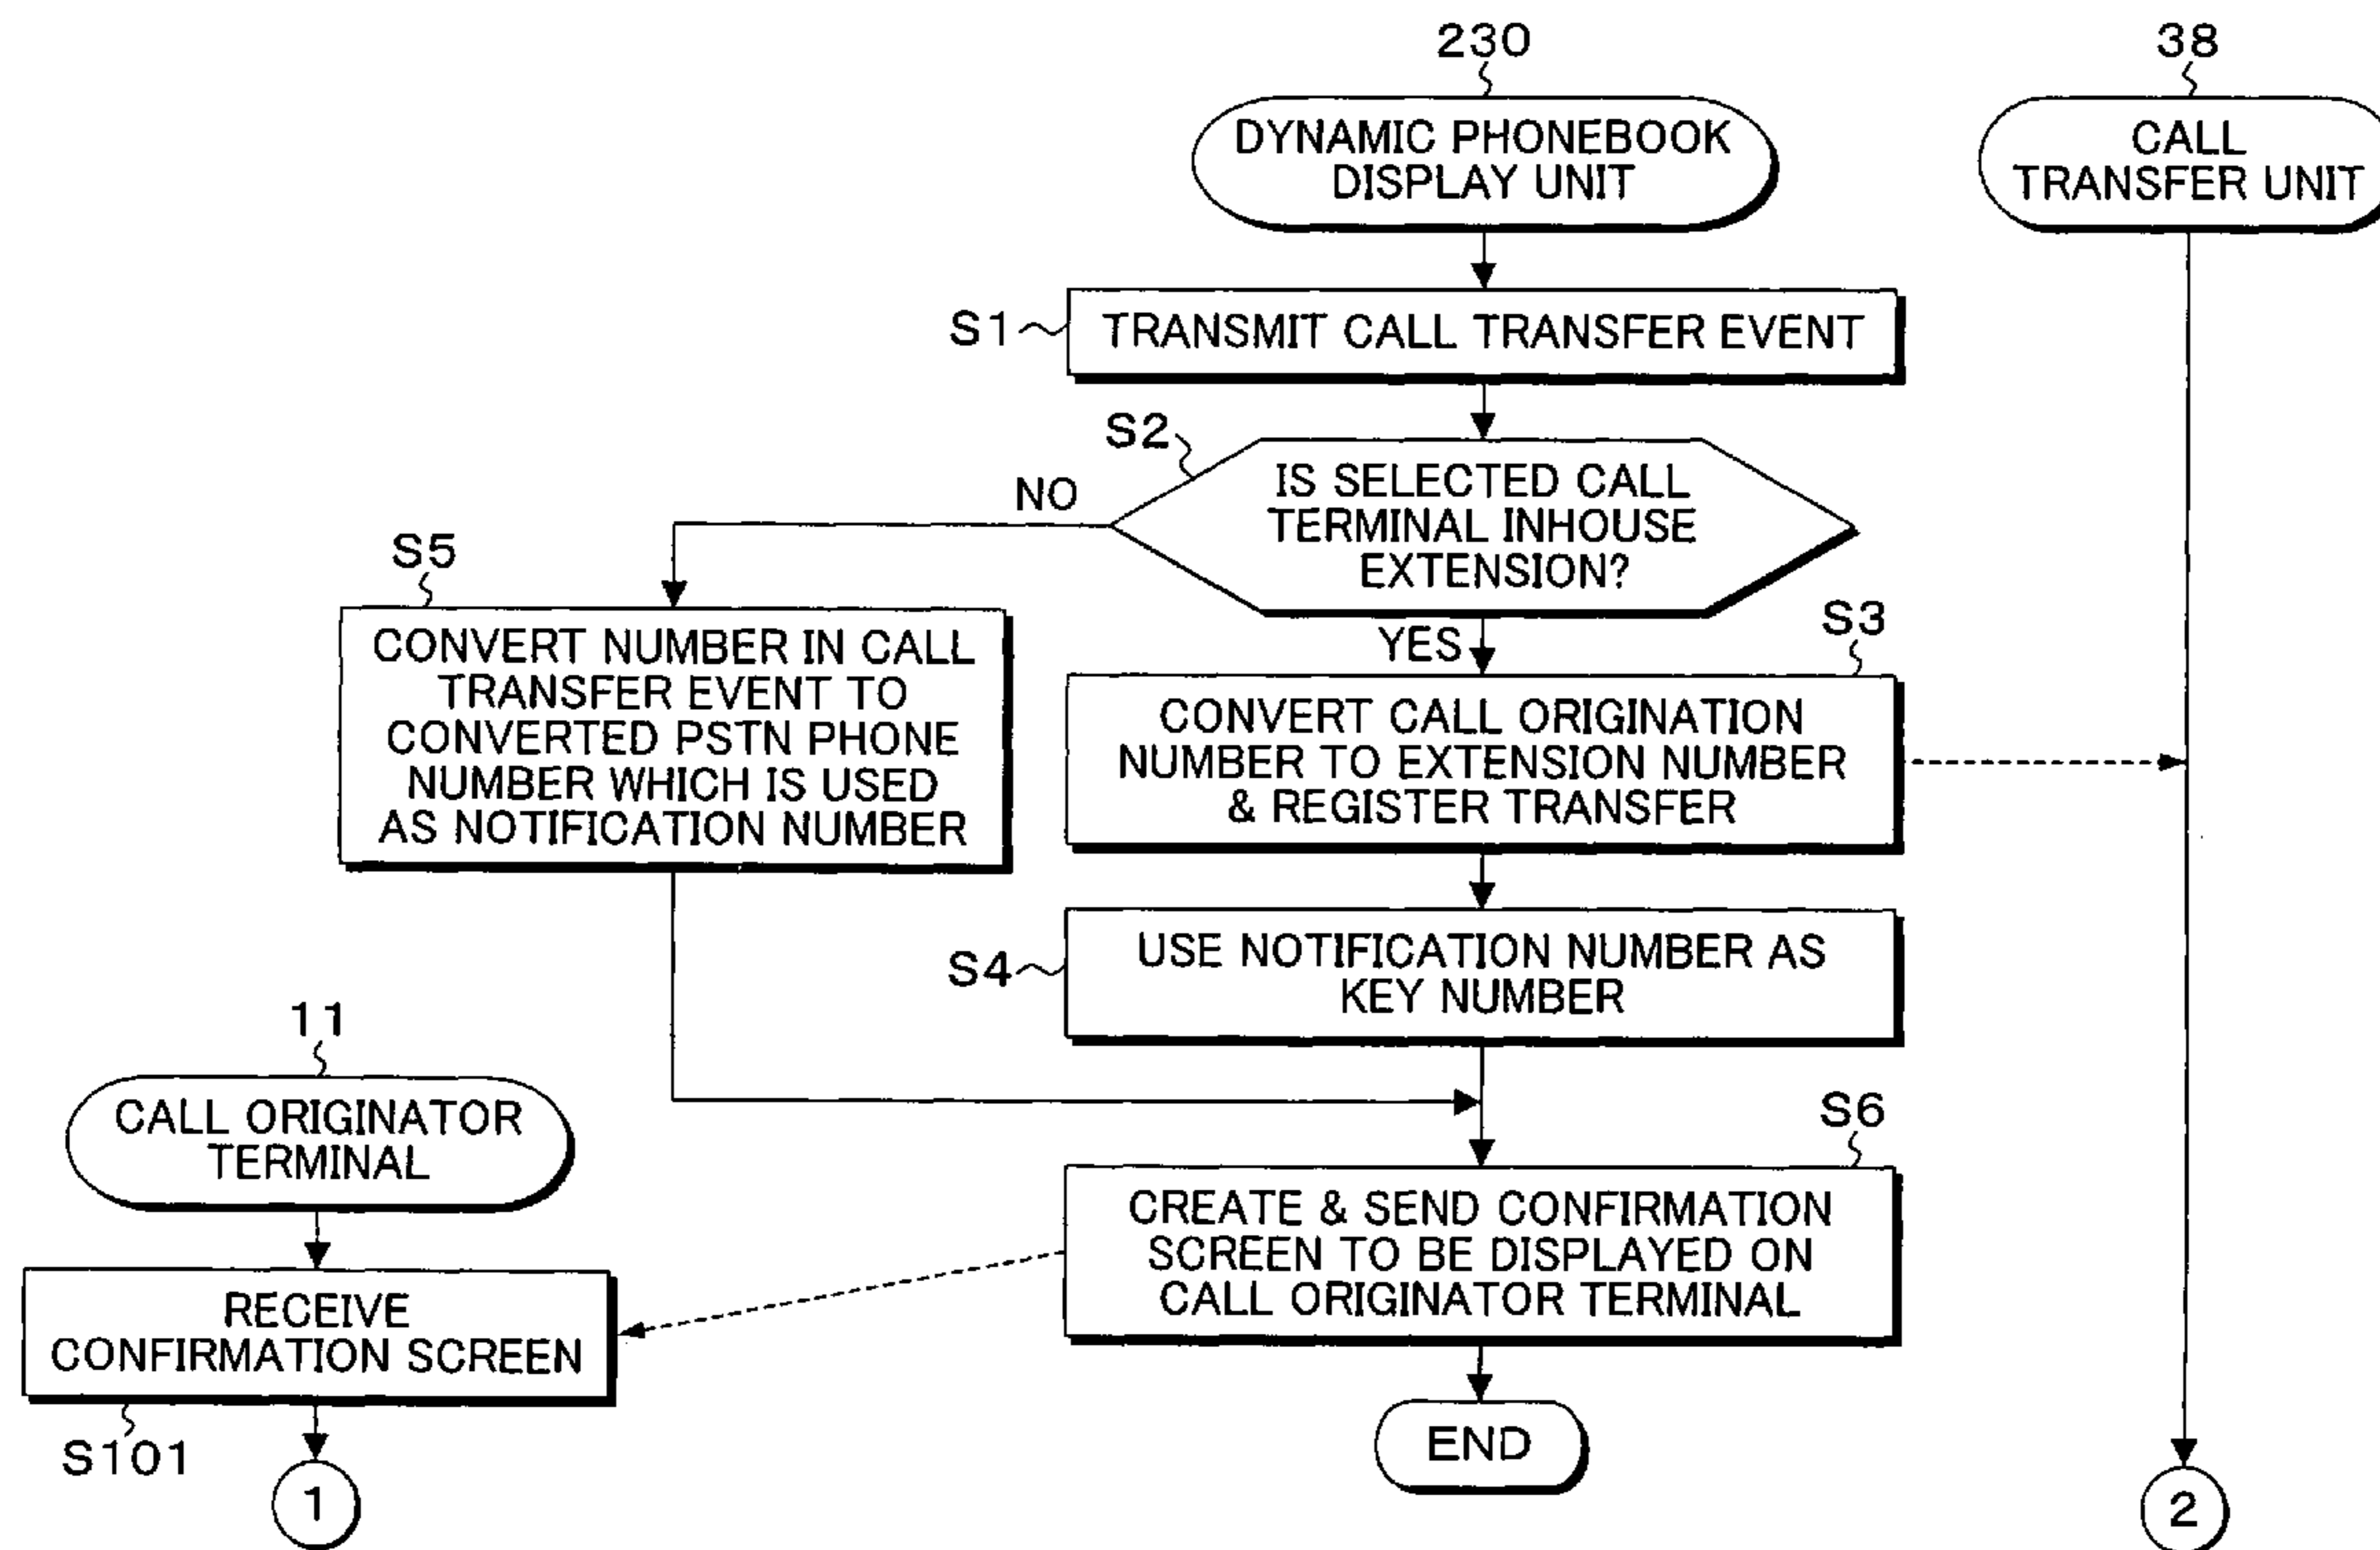 230
38
DYNAMIC PHONEBOOK
DISPLAY UNIT
CALL
TRANSFER UNIT
S1
TRANSMIT CALL TRANSFER EVENT
S2
IS SELECTED CALL
TERMINAL INHOUSE
EXTENSION?
NO
YES
S5
CONVERT NUMBER IN CALL
TRANSFER EVENT TO
CONVERTED PSTN PHONE
NUMBER WHICH IS USED
AS NOTIFICATION NUMBER
S3
CONVERT CALL ORIGINATION
NUMBER TO EXTENSION NUMBER
& REGISTER TRANSFER
S4
USE NOTIFICATION NUMBER AS
KEY NUMBER
11
CALL ORIGINATOR
TERMINAL
S6
CREATE & SEND CONFIRMATION
SCREEN TO BE DISPLAYED ON
CALL ORIGINATOR TERMINAL
RECEIVE
CONFIRMATION SCREEN
S101
END
1
2